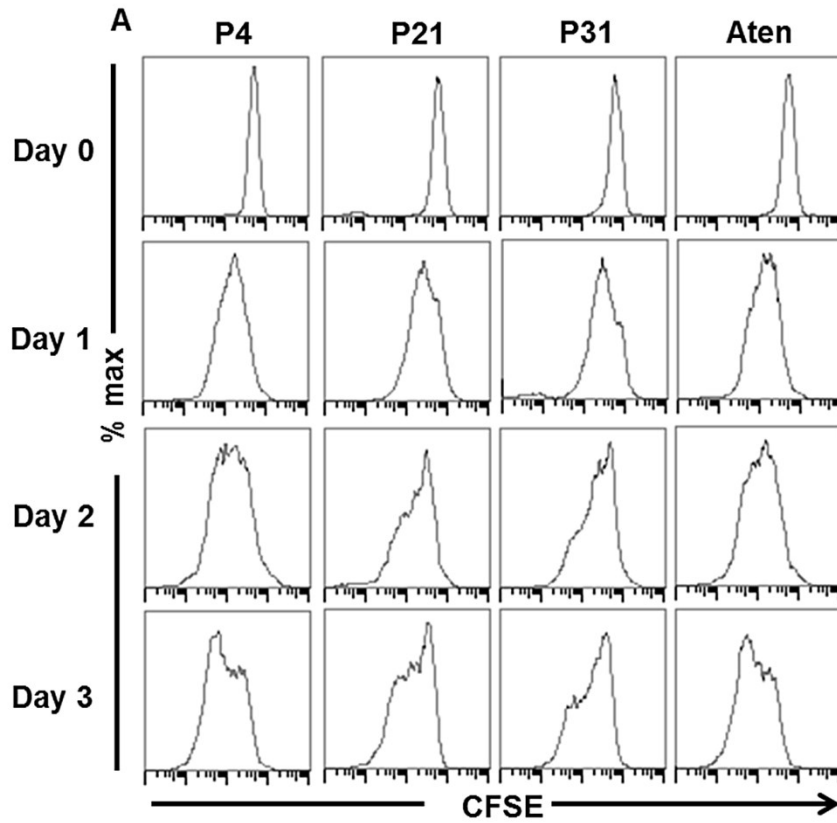 A
P4 P21 P31 Aten
Day 0
Day 1
% max
Day 2
Day 3
CFSE